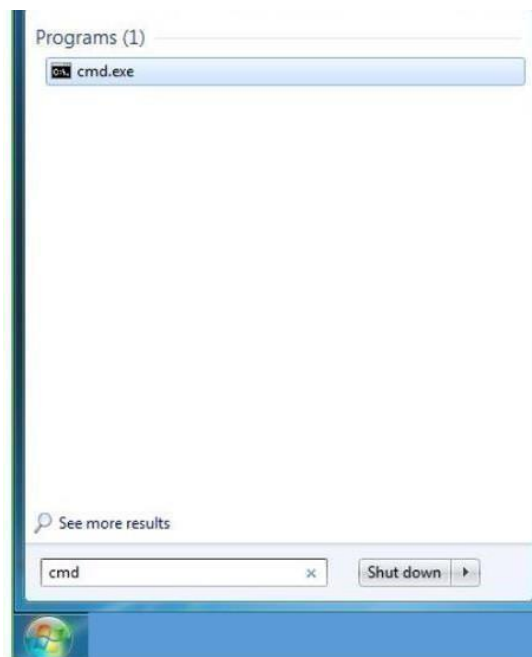 Programs (1)
C:\.
cmd.exe
See more results
cmd
Shut down